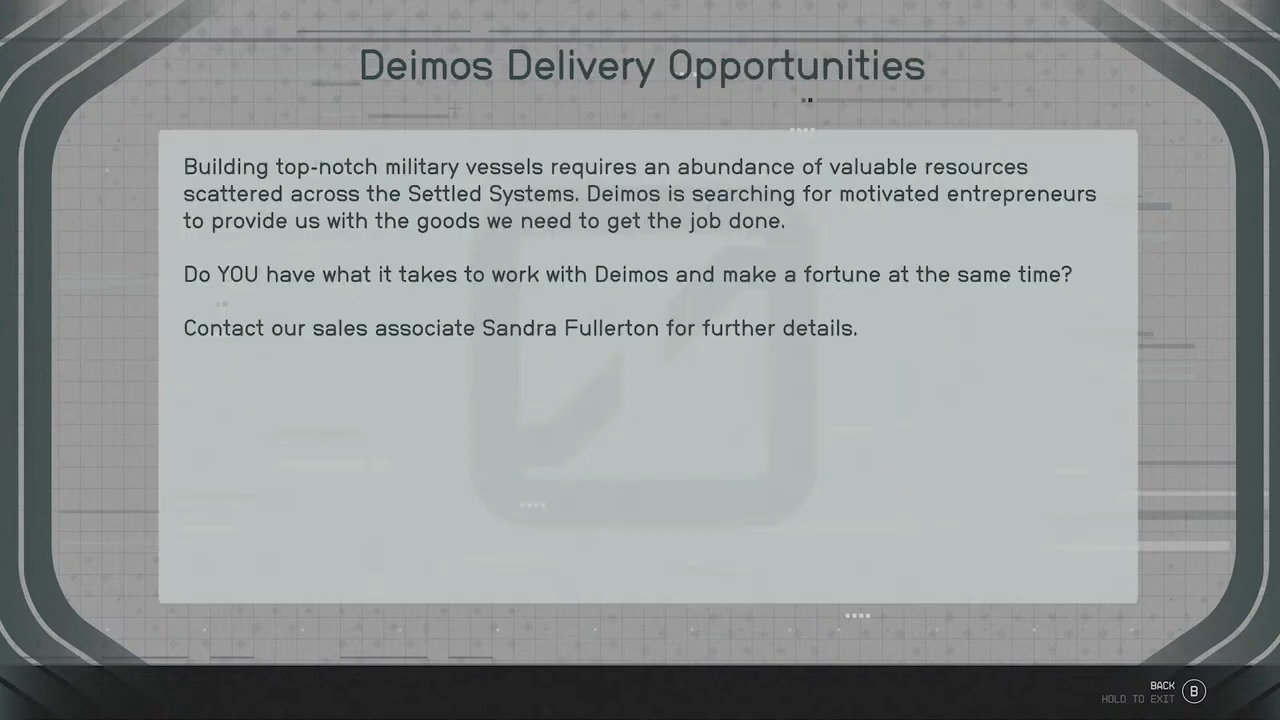 Deimos Delivery Opportunities
Building top-notch military vessels requires an abundance of valuable resources
scattered across the Settled Systems. Deimos is searching for motivated entrepreneurs
to provide us with the goods we need to get the job done.
Do YOU have what it takes to work with Deimos and make a fortune at the same time?
Contact our sales associate Sandra Fullerton for further details.
BACK
HOLD TO EXIT
B